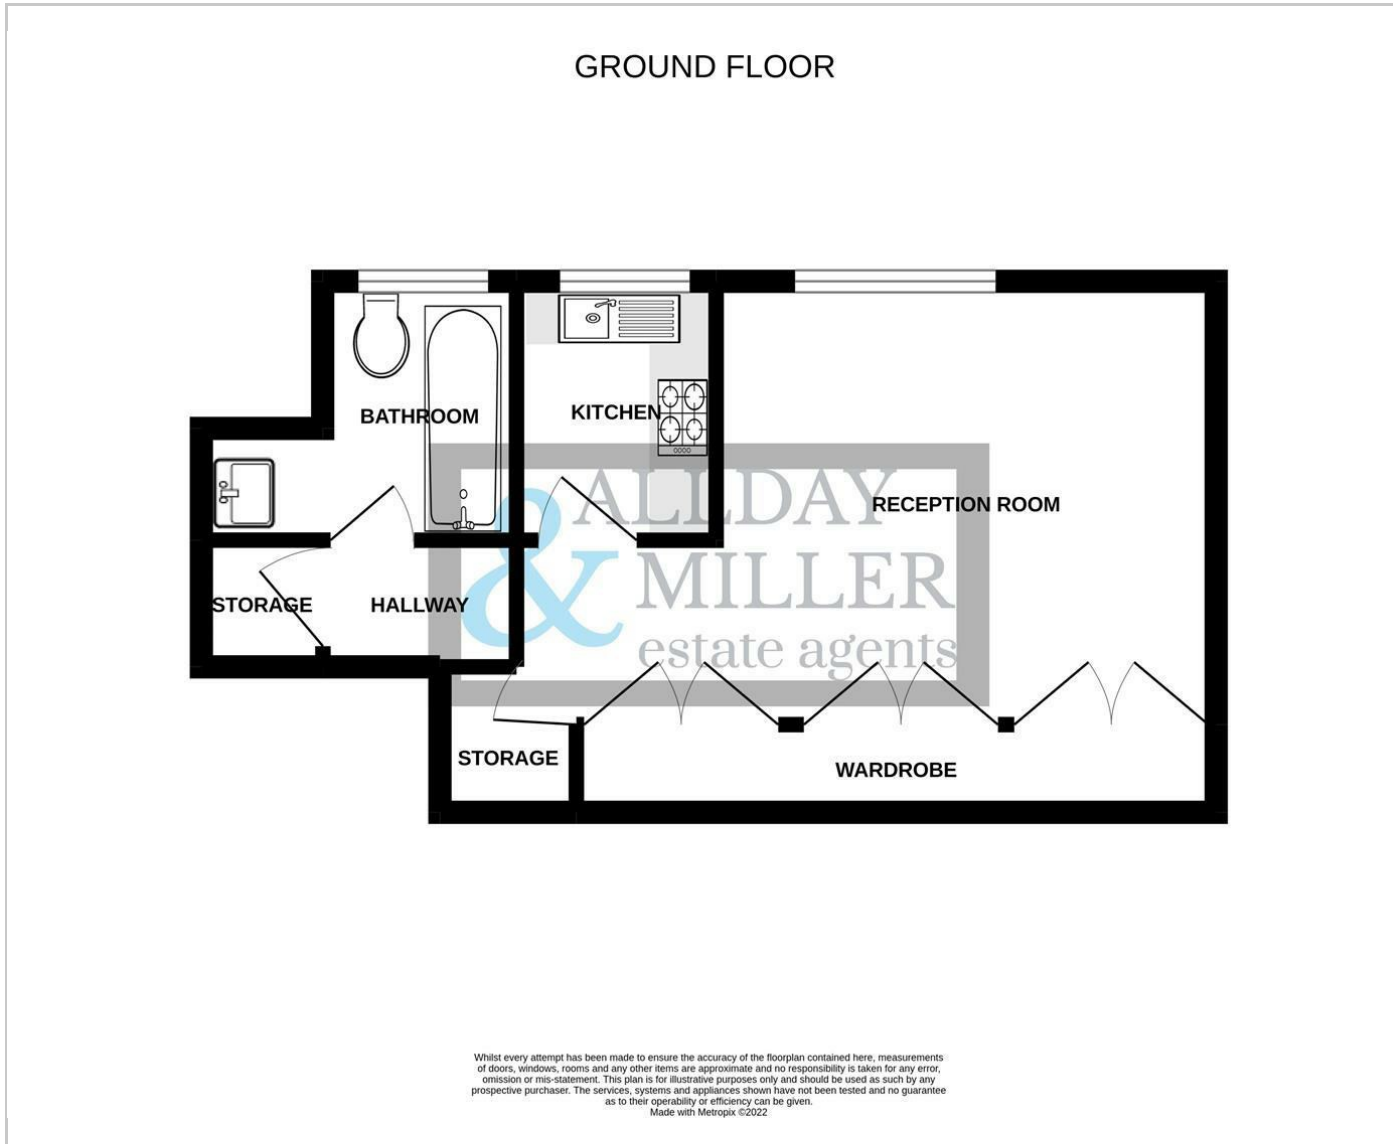 GROUND FLOOR
BATHROOM
KITCHEN
RECEPTION ROOM
STORAGE
HALLWAY
STORAGE
WARDROBE
&
ALLDAY
MILLER
estate agents
Whilst every attempt has been made to ensure the accuracy of the floorplan contained here, measurements
of doors, windows, rooms and any other items are approximate and no responsibility is taken for any error,
omission or mis-statement. This plan is for illustrative purposes only and should be used as such by any
prospective purchaser. The services, systems and appliances shown have not been tested and no guarantee
as to their operability or efficiency can be given.
Made with Metropix ©2022